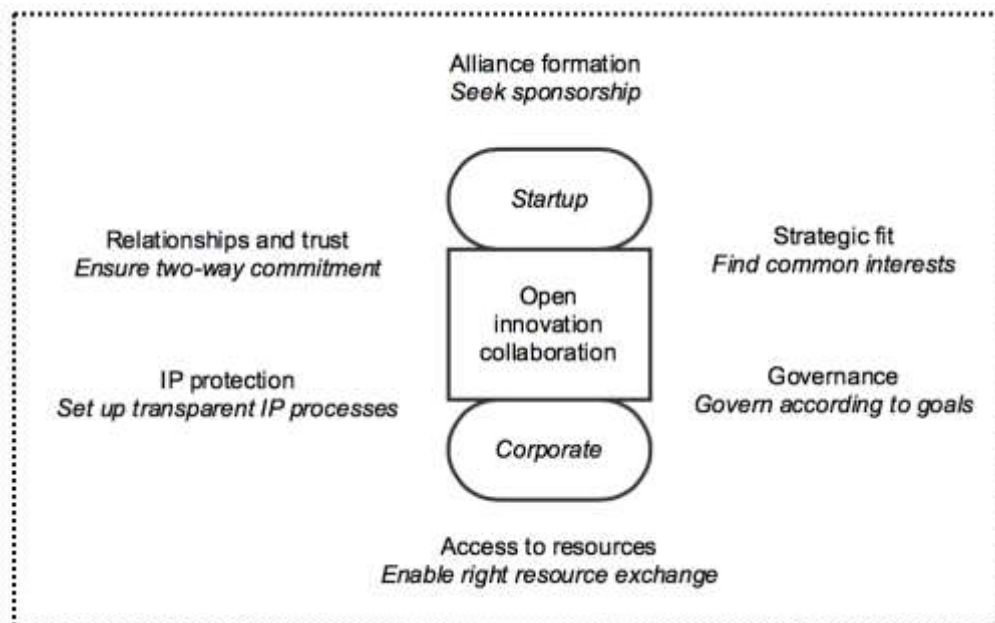 Alliance formation
Seek sponsorship
Startup
Relationships and trust
Ensure two-way commitment
Strategic fit
Find common interests
Open
innovation
collaboration
IP protection
Set up transparent IP processes
Governance
Govern according to goals
Corporate
Access to resources
Enable right resource exchange